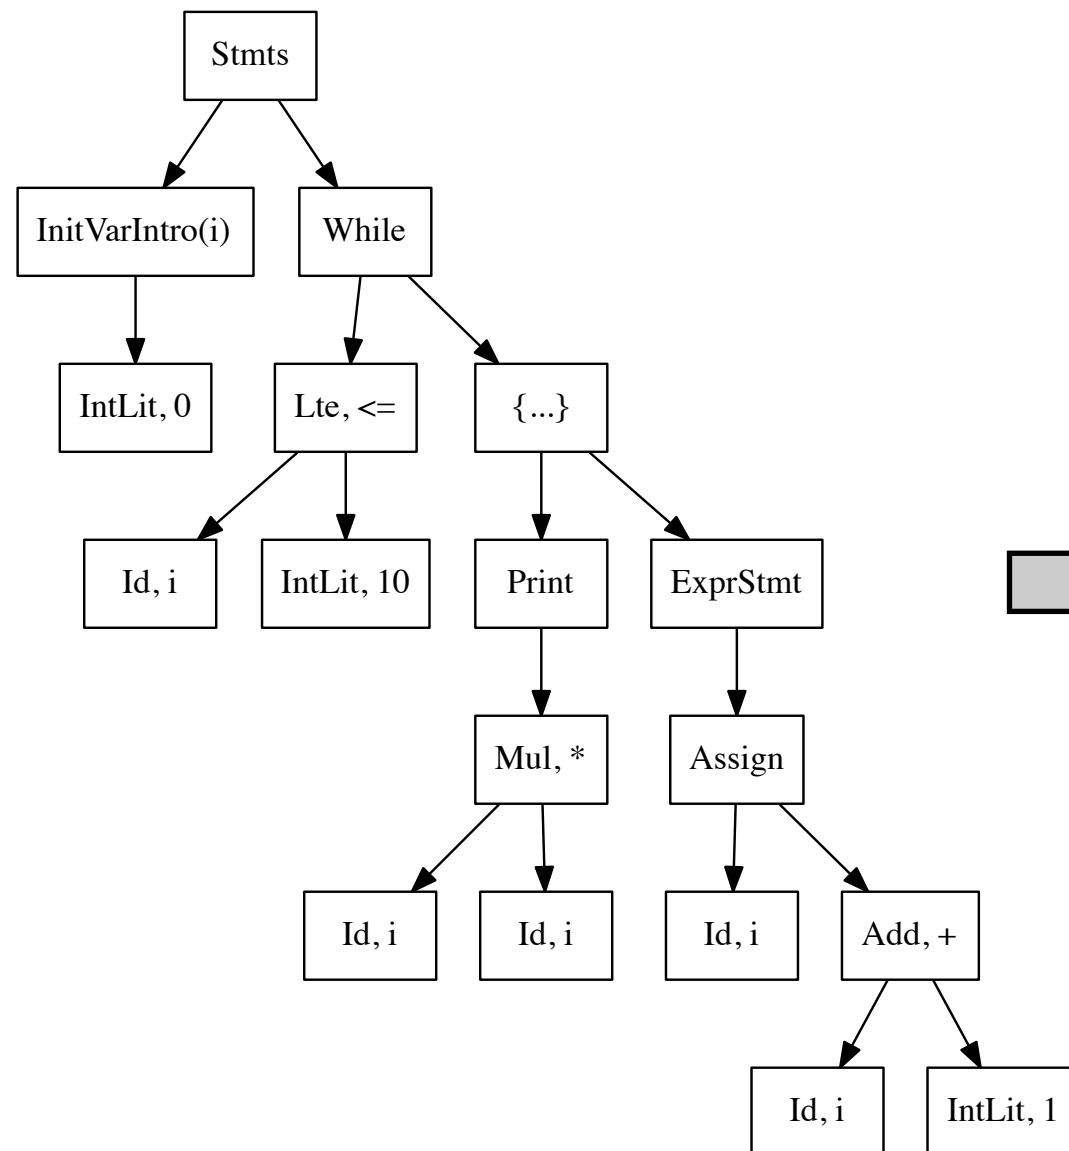 Stmts
InitVarIntro(i)
While
IntLit, 0
Lte, <=
{...}
Id, i
IntLit, 10
Print
ExprStmt
Mul, *
Assign
Id, i
Id, i
Id, i
Add, +
Id, i
IntLit, 1